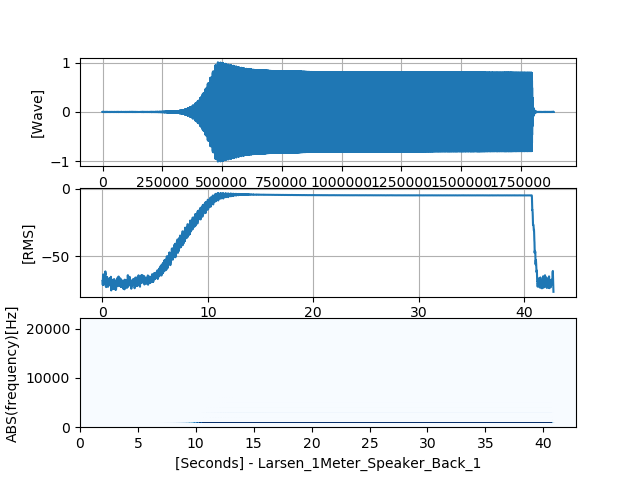 1
0
−1
[Wave]
0 250000 500000 750000 1000000 1250000 1500000 1750000
0
−50
[RMS]
0 10 20 30 40
20000
10000
0
ABS(frequency)[Hz]
0 5 10 15 20 25 30 35 40
[Seconds] - Larsen_1Meter_Speaker_Back_1